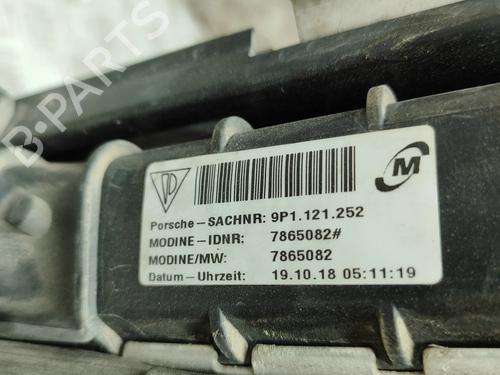 B-PARTS
M
Porsche-SACHNR: 9P1.121.252
MODINE-IDNR: 7865082#
MODINE/MW: 7865082
Datum-Uhrzeit: 19.10.18 05:11:19